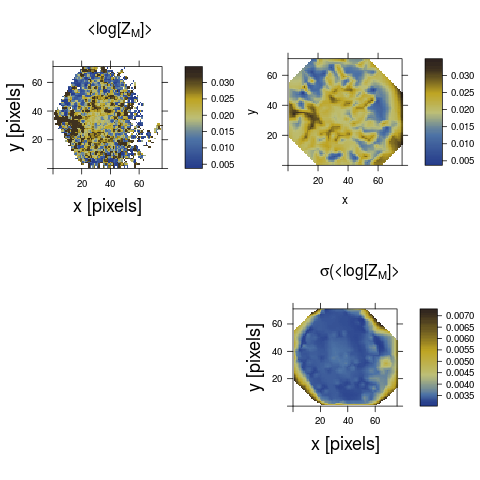 <log[Z_M]>
y [pixels]
60
40
20
20 40 60
x [pixels]
0.030
0.025
0.020
0.015
0.010
0.005
y
60
40
20
20 40 60
x
0.030
0.025
0.020
0.015
0.010
0.005
σ(<log[Z_M]>
y [pixels]
60
40
20
20 40 60
x [pixels]
0.0070
0.0065
0.0060
0.0055
0.0050
0.0045
0.0040
0.0035